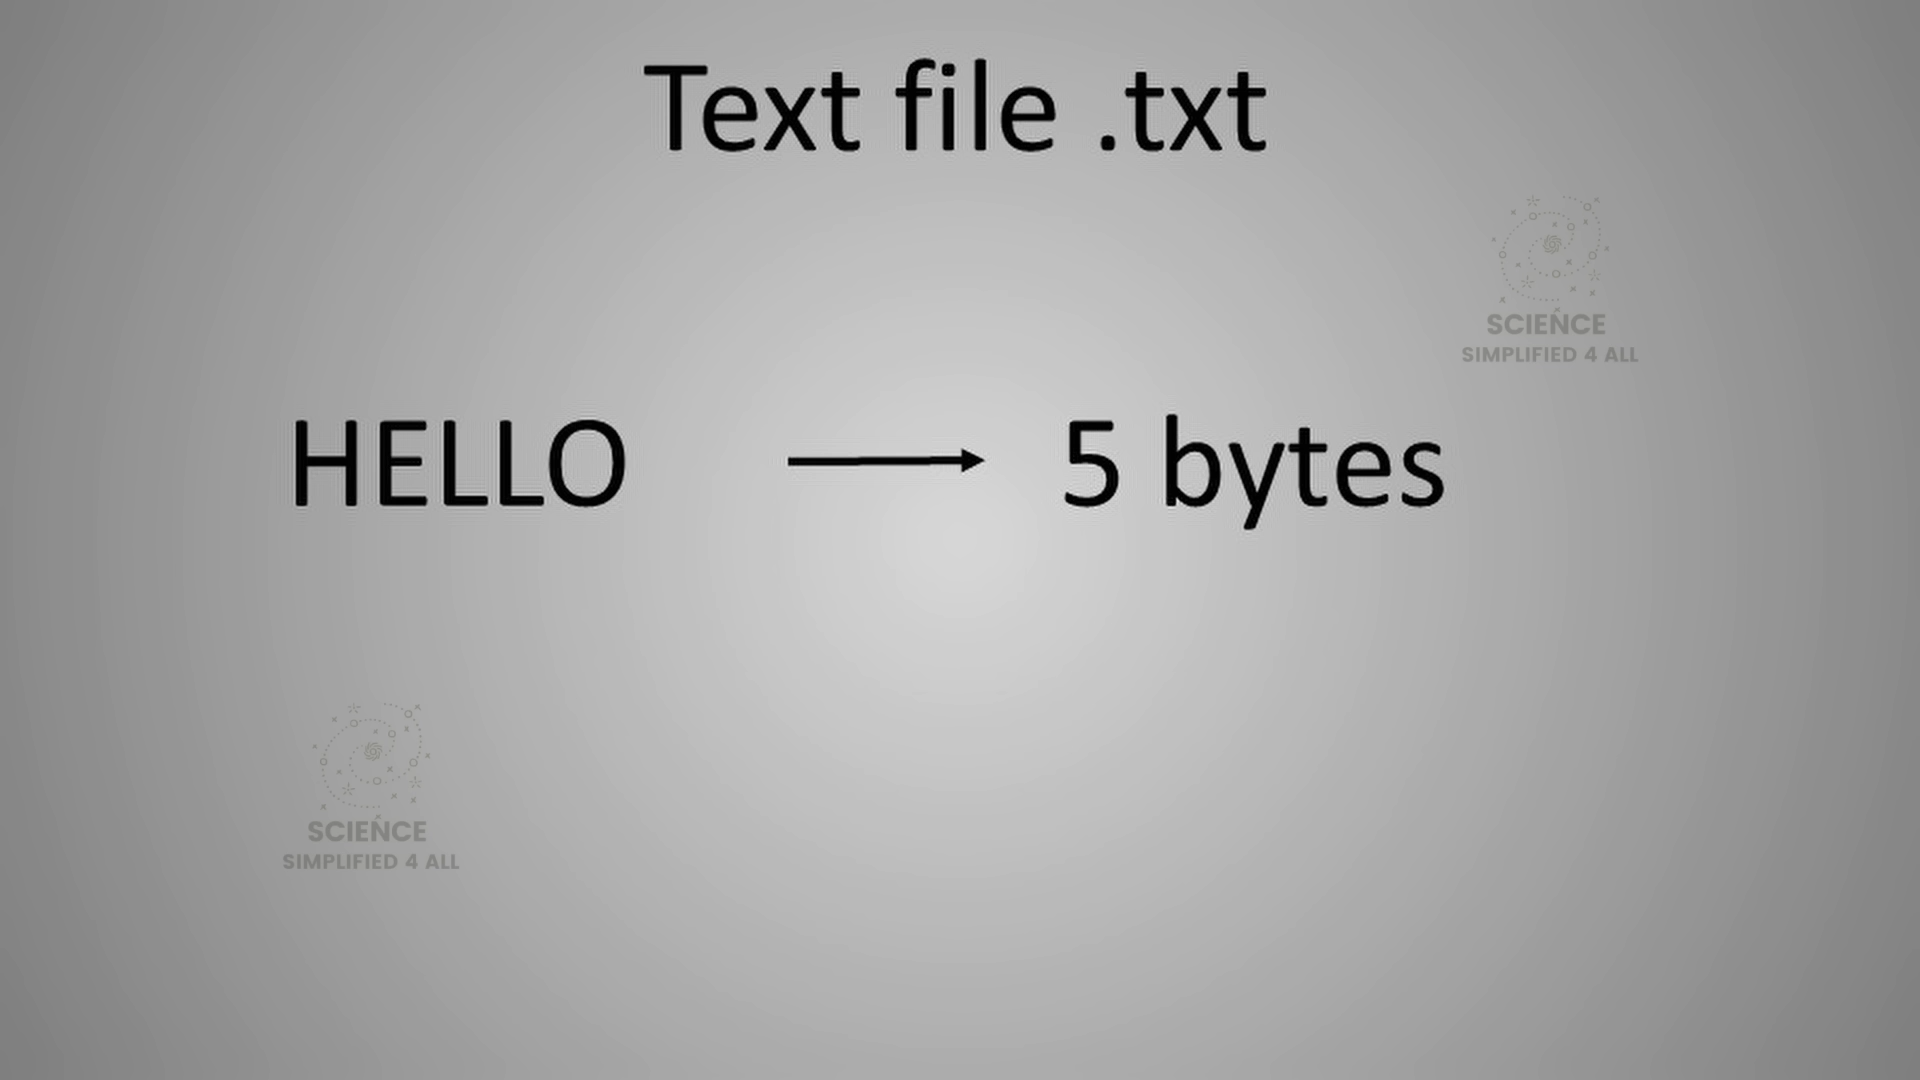 Text file .txt
SCIENCE
SIMPLIFIED 4 ALL
HELLO → 5 bytes
SCIENCE
SIMPLIFIED 4 ALL